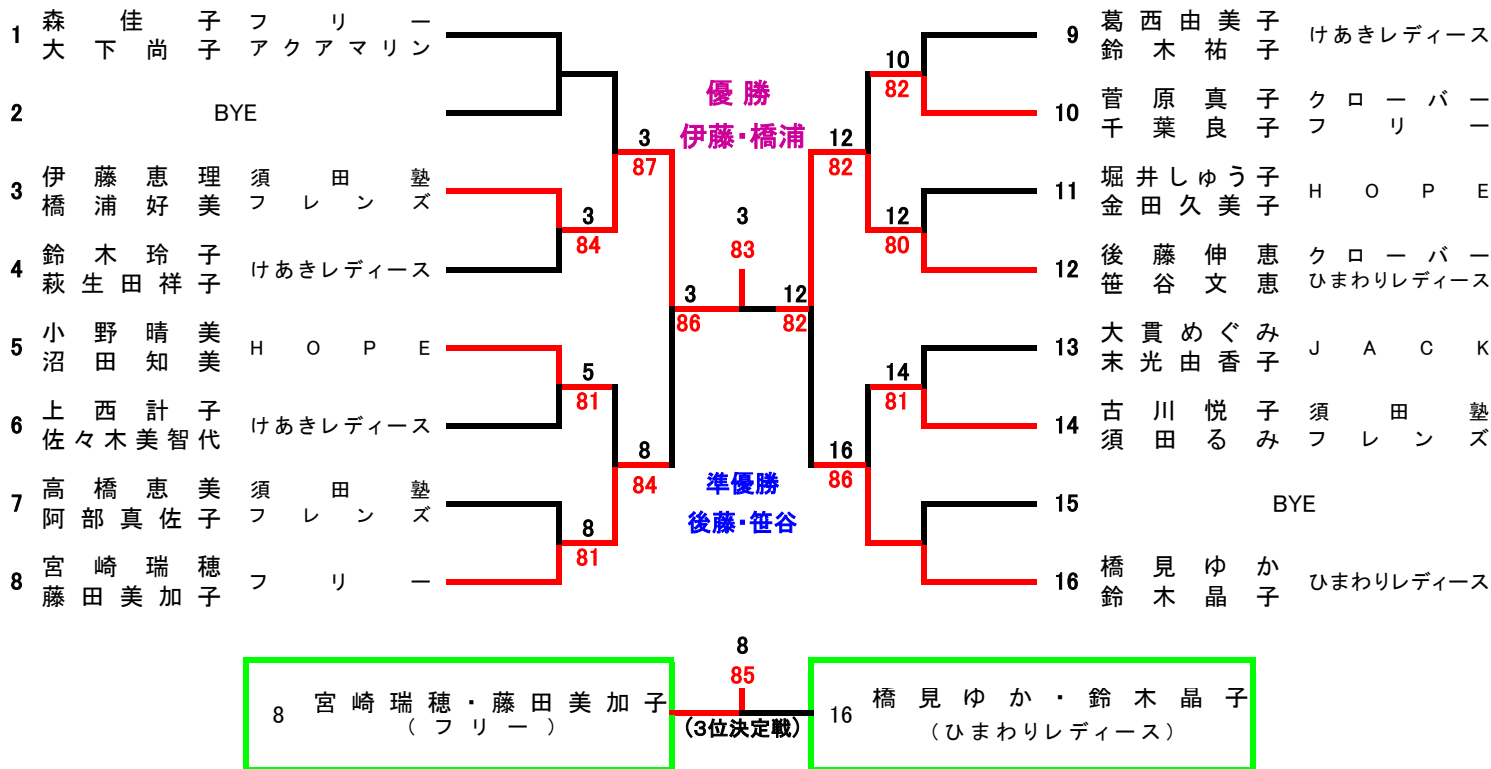 1 森佳子 フリー
大下尚子 アクアマリン
2 BYE
3 伊藤恵理 須田塾
橋浦好美 フレンズ
4 鈴木玲子 けあきレディース
萩生田祥子
5 小野晴美 HOPE
沼田知美
6 上西計子 けあきレディース
佐々木美智代
7 高橋恵美 須田塾
阿部真佐子 フレンズ
8 宮崎瑞穂 フリー
藤田美加子
3
87
3
84
3
86
5
81
8
84
8
81
優勝
伊藤・橋浦
3
83
準優勝
後藤・笹谷
10
82
12
82
12
80
12
82
14
81
16
86
9 葛西由美子 けあきレディース
鈴木祐子
10 菅原真子 クローバー
千葉良子 フリー
11 堀井しゅう子 HOPE
金田久美子
12 後藤伸恵 クローバー
笹谷文恵 ひまわりレディース
13 大貫めぐみ JACK
末光由香子
14 古川悦子 須田塾
須田るみ フレンズ
15 BYE
16 橋見ゆか ひまわりレディース
鈴木晶子
8 宮崎瑞穂・藤田美加子
(フリー)
8
85
(3位決定戦)
16 橋見ゆか・鈴木晶子
(ひまわりレディース)